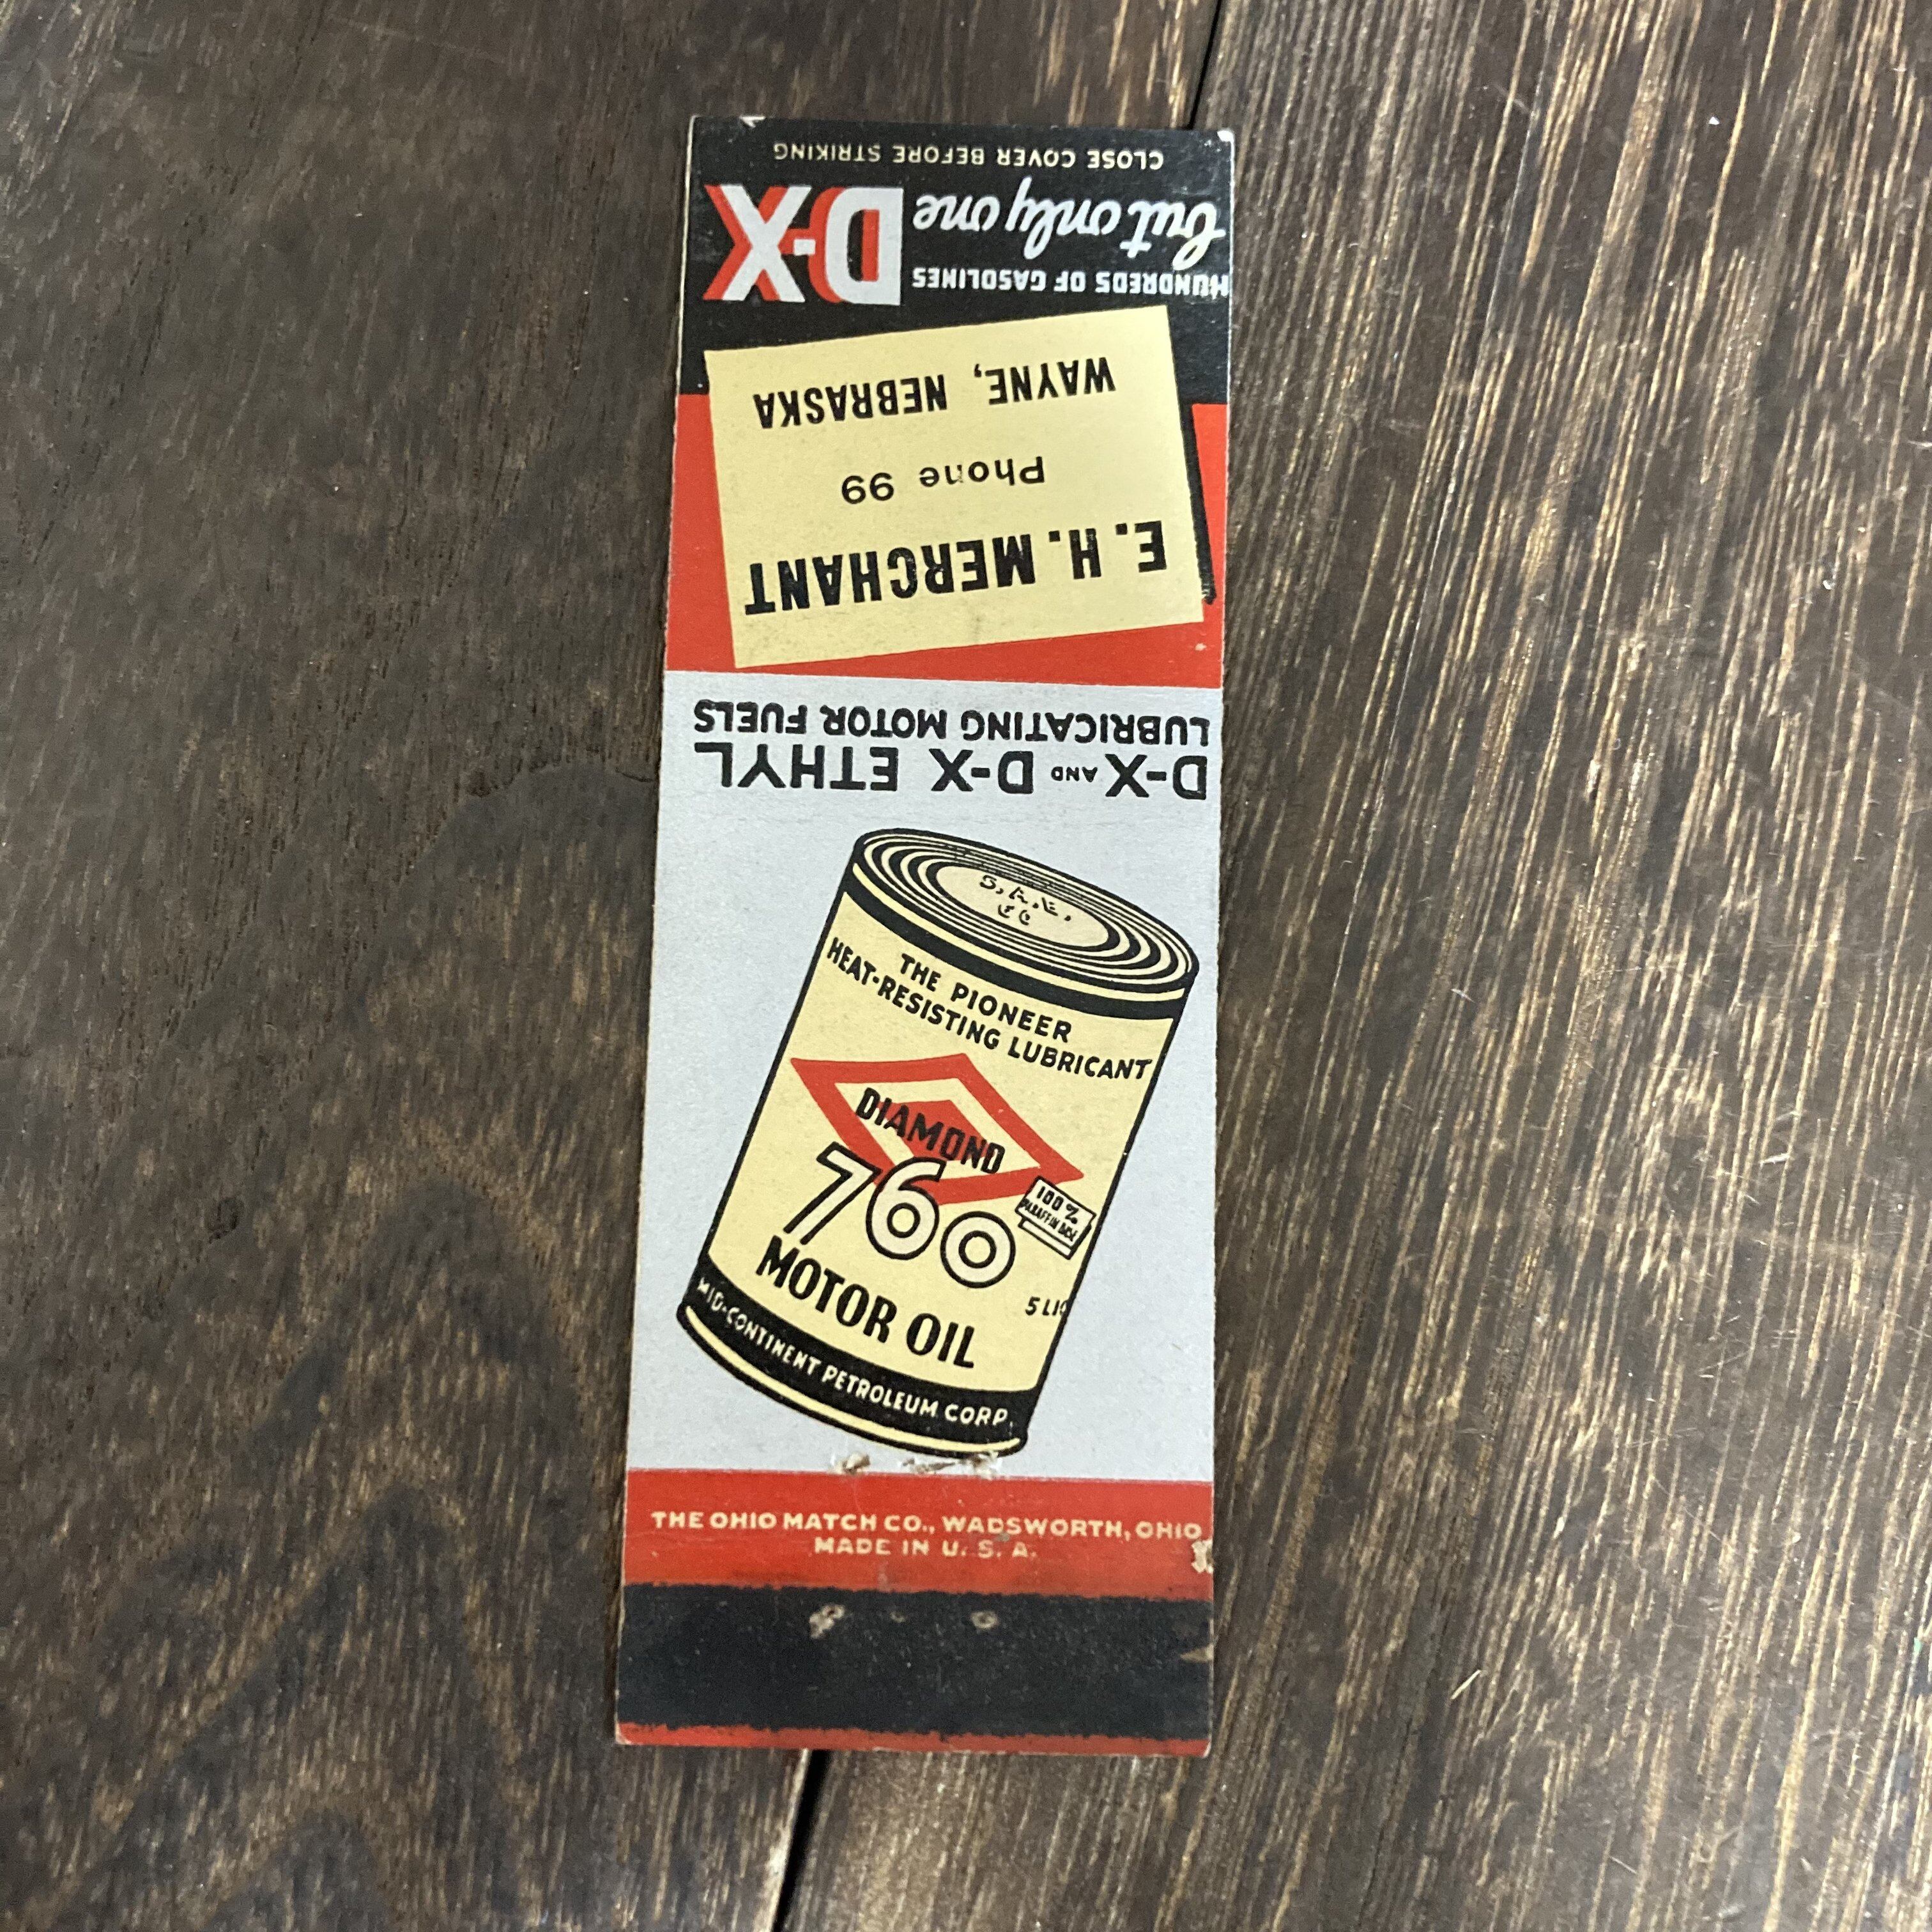 CLOSE COVER BEFORE STRIKING
HUNDREDS OF GASOLINES
but only one
D-X
E. H. MERCHANT
Phone 99
WAYNE, NEBRASKA
D-X AND D-X ETHYL
LUBRICATING MOTOR FUELS
S.A.E.
THE PIONEER
HEAT-RESISTING LUBRICANT
DIAMOND
760
100%
PARAFFIN BASE
MOTOR OIL
5 LIQ
MID-CONTINENT PETROLEUM CORP.
THE OHIO MATCH CO., WADSWORTH, OHIO
MADE IN U. S. A.